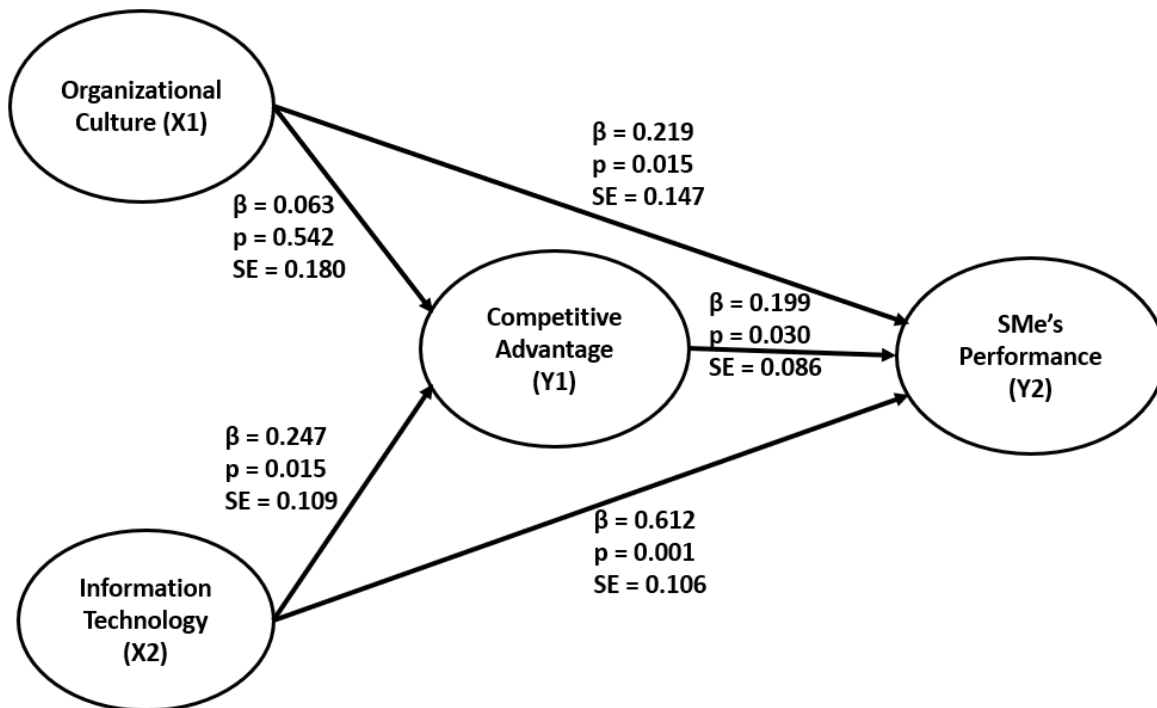 Organizational
Culture (X1)
β = 0.219
p = 0.015
SE = 0.147
β = 0.063
p = 0.542
SE = 0.180
Competitive
Advantage
(Y1)
β = 0.199
p = 0.030
SE = 0.086
SMe’s
Performance
(Y2)
β = 0.247
p = 0.015
SE = 0.109
β = 0.612
p = 0.001
SE = 0.106
Information
Technology
(X2)